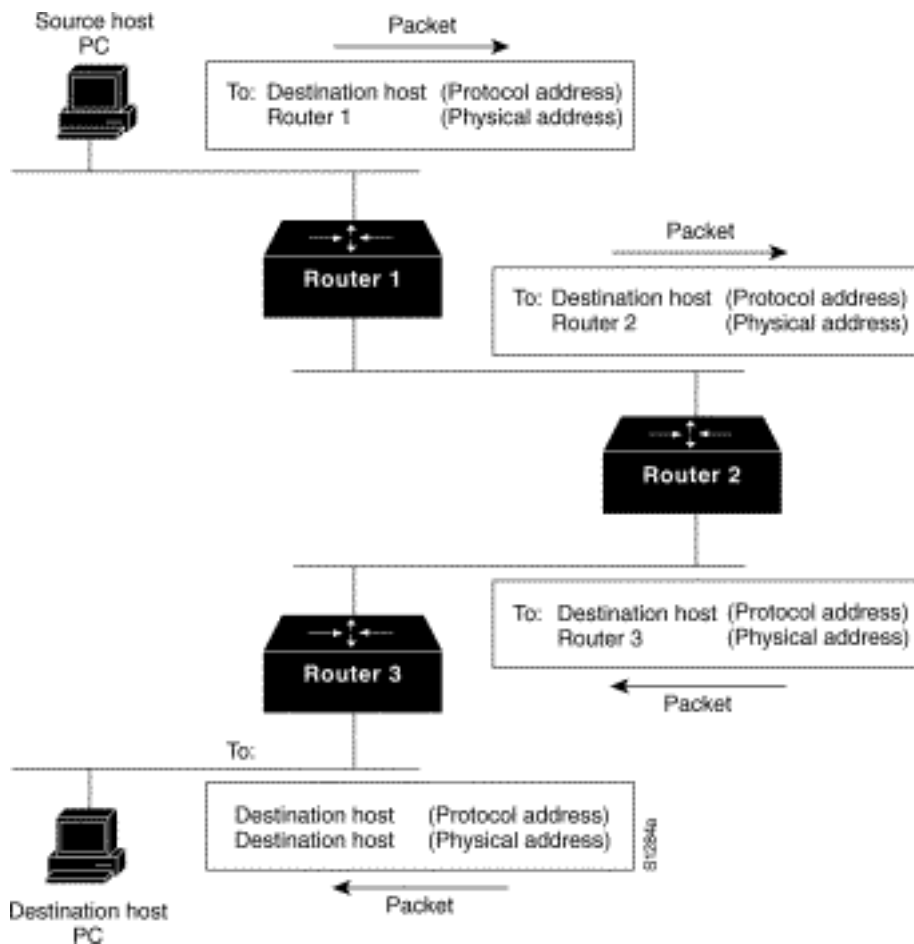 Source host
PC
Packet
To: Destination host (Protocol address)
Router 1 (Physical address)
Router 1
Packet
To: Destination host (Protocol address)
Router 2 (Physical address)
Router 2
To: Destination host (Protocol address)
Router 3 (Physical address)
Packet
Router 3
To:
Destination host (Protocol address)
Destination host (Physical address)
Packet
Destination host
PC